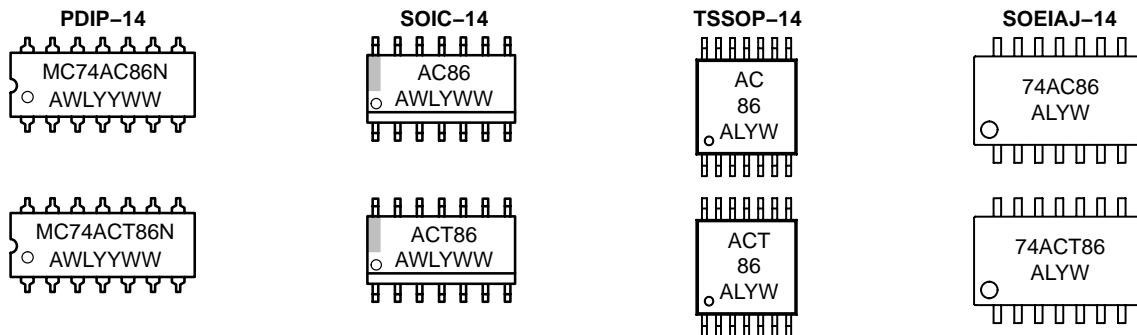 PDIP–14
MC74AC86N
AWLYYWW
SOIC–14
AC86
AWLYWW
TSSOP–14
AC
86
ALYW
SOEIAJ–14
74AC86
ALYW
MC74ACT86N
AWLYYWW
ACT86
AWLYWW
ACT
86
ALYW
74ACT86
ALYW